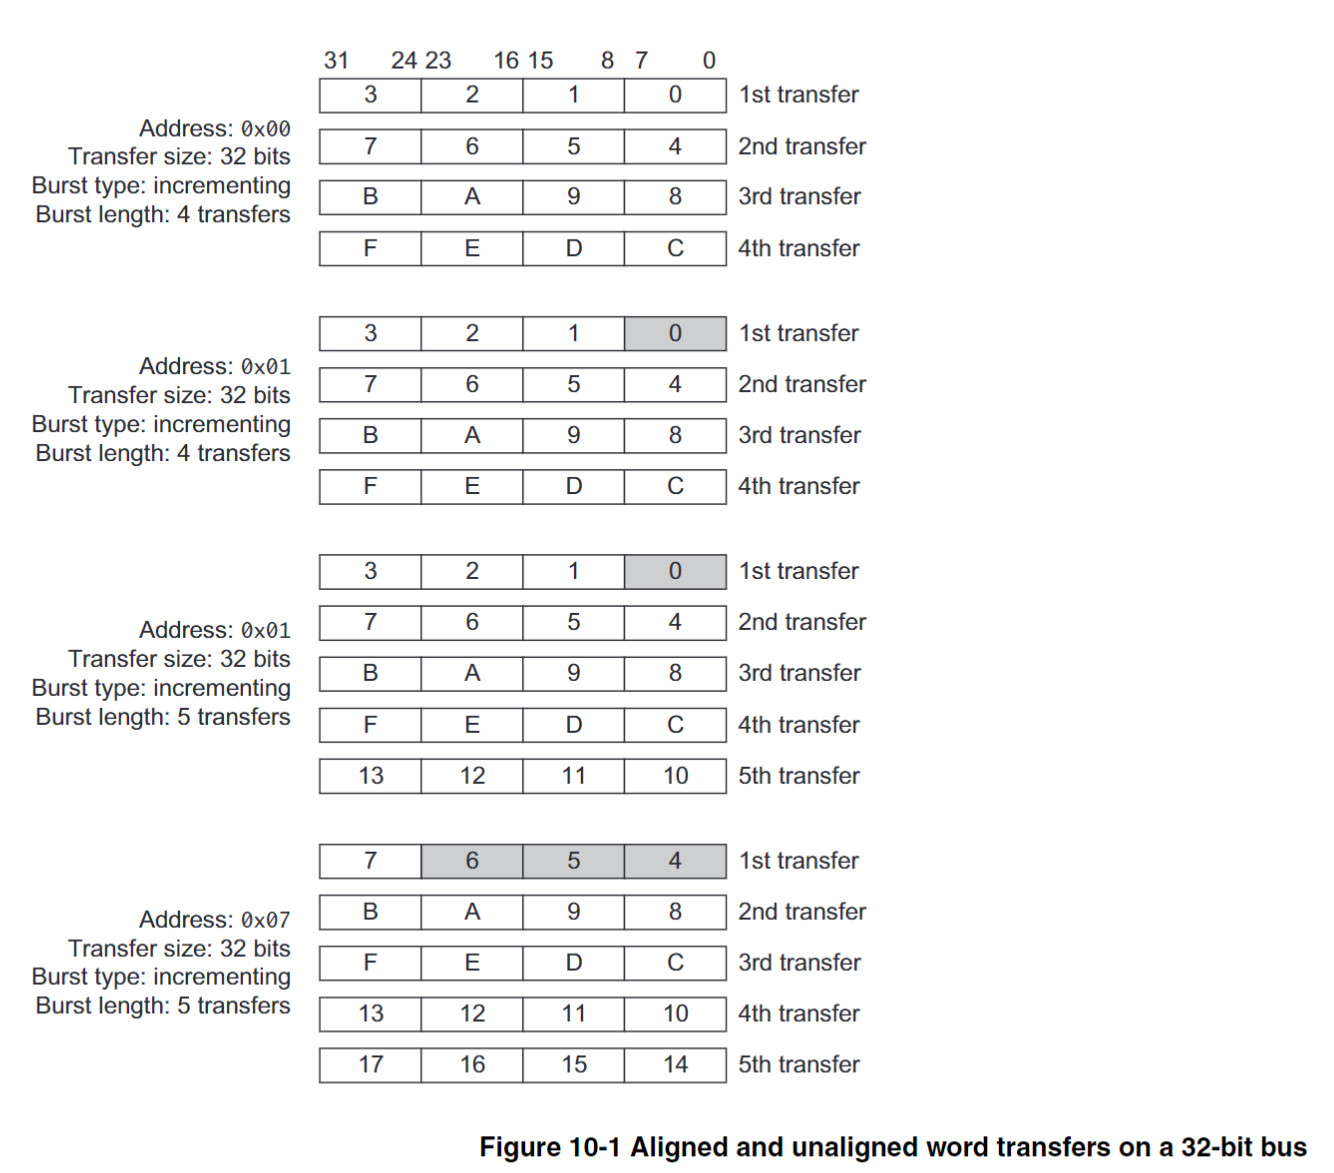 31 24 23 16 15 8 7 0
3 2 1 0 1st transfer
Address: 0x00
7 6 5 4 2nd transfer
Transfer size: 32 bits
Burst type: incrementing
B A 9 8 3rd transfer
Burst length: 4 transfers
F E D C 4th transfer
3 2 1 0 1st transfer
Address: 0x01
7 6 5 4 2nd transfer
Transfer size: 32 bits
Burst type: incrementing
B A 9 8 3rd transfer
Burst length: 4 transfers
F E D C 4th transfer
3 2 1 0 1st transfer
7 6 5 4 2nd transfer
Address: 0x01
Transfer size: 32 bits
B A 9 8 3rd transfer
Burst type: incrementing
Burst length: 5 transfers
F E D C 4th transfer
13 12 11 10 5th transfer
7 6 5 4 1st transfer
B A 9 8 2nd transfer
Address: 0x07
Transfer size: 32 bits
F E D C 3rd transfer
Burst type: incrementing
Burst length: 5 transfers
13 12 11 10 4th transfer
17 16 15 14 5th transfer
Figure 10-1 Aligned and unaligned word transfers on a 32-bit bus